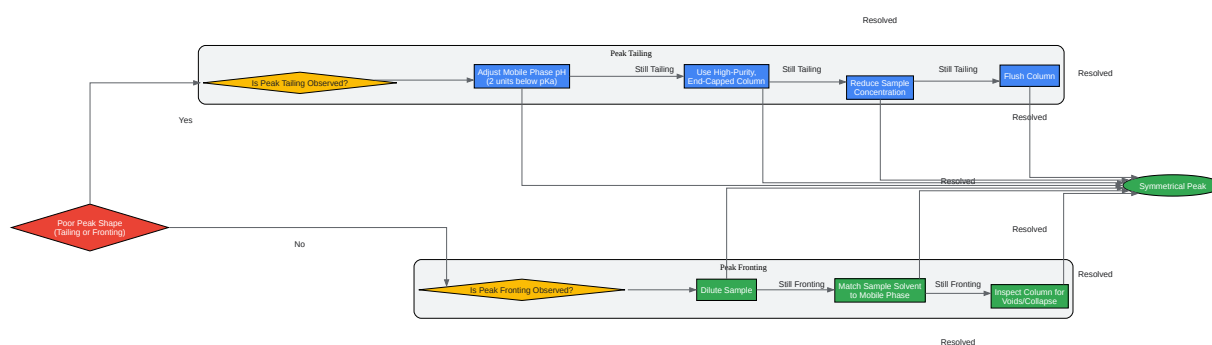 Resolved
Peak Tailing
Is Peak Tailing Observed?
Adjust Mobile Phase pH
(2 units below pKa)
Still Tailing
Use High-Purity,
End-Capped Column
Still Tailing
Reduce Sample
Concentration
Still Tailing
Flush Column
Resolved
Yes
Resolved
Resolved
Symmetrical Peak
Poor Peak Shape
(Tailing or Fronting)
No
Resolved
Peak Fronting
Is Peak Fronting Observed?
Dilute Sample
Still Fronting
Match Sample Solvent
to Mobile Phase
Still Fronting
Inspect Column for
Voids/Collapse
Resolved
Resolved